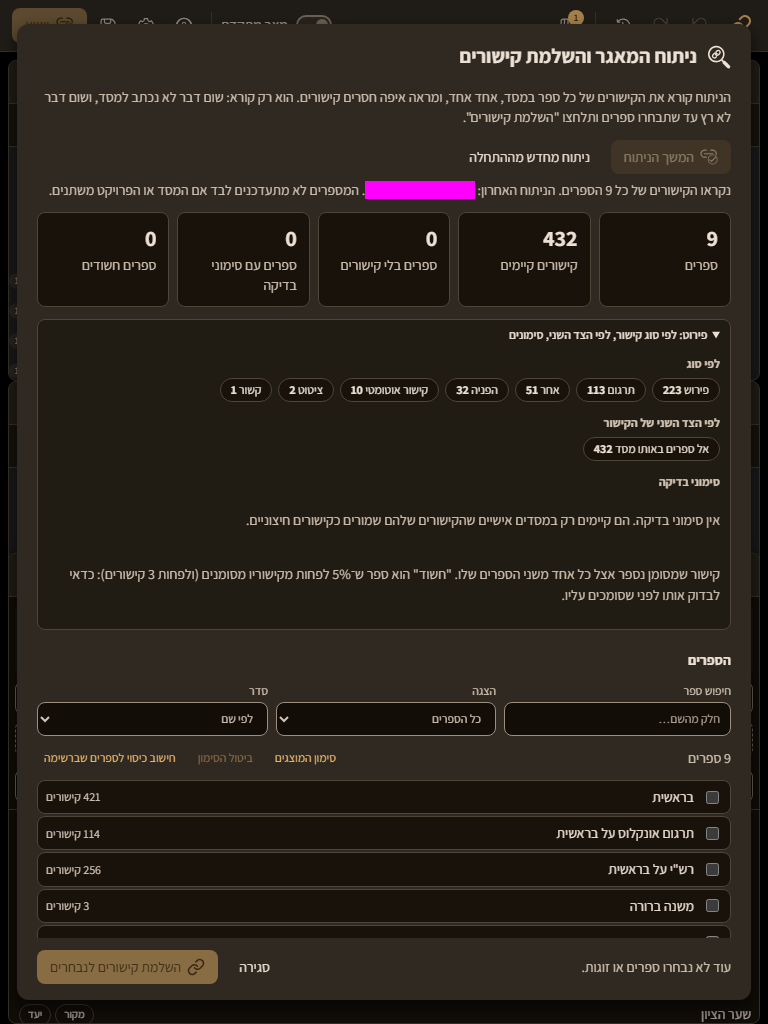 1
ניתוח המאגר והשלמת קישורים
הניתוח קורא את הקישורים של כל ספר במסד, אחד אחד, ומראה איפה חסרים קישורים. הוא רק קורא: שום דבר לא נכתב למסד, ושום דבר
לא רץ עד שתבחרו ספרים ותלחצו "השלמת קישורים".
המשך הניתוח
ניתוח מחדש מההתחלה
נקראו הקישורים של כל 9 הספרים. הניתוח האחרון: . המספרים לא מתעדכנים לבד אם המסד או הפרויקט משתנים.
9
ספרים
432
קישורים קיימים
0
ספרים בלי קישורים
0
ספרים עם סימוני
בדיקה
0
ספרים חשודים
▼ פירוט: לפי סוג קישור, לפי הצד השני, סימונים
לפי סוג
פירוש 223
תרגום 113
אחר 51
הפניה 32
קישור אוטומטי 10
ציטוט 2
קשור 1
לפי הצד השני של הקישור
אל ספרים באותו מסד 432
סימוני בדיקה
אין סימוני בדיקה. הם קיימים רק במסדים אישיים שהקישורים שלהם שמורים כקישורים חיצוניים.
קישור שמסומן נספר אצל כל אחד משני הספרים שלו. "חשוד" הוא ספר ש־5% לפחות מקישוריו מסומנים (ולפחות 3 קישורים): כדאי
לבדוק אותו לפני שסומכים עליו.
הספרים
חיפוש ספר
הצגה
סדר
חלק מהשם…
כל הספרים
לפי שם
9 ספרים
סימון המוצגים
ביטול הסימון
חישוב כיסוי לספרים שברשימה
בראשית
421 קישורים
תרגום אונקלוס על בראשית
114 קישורים
רש"י על בראשית
256 קישורים
משנה ברורה
3 קישורים
עוד לא נבחרו ספרים או זוגות.
סגירה
השלמת קישורים לנבחרים
שער הציון
מקור
יעד